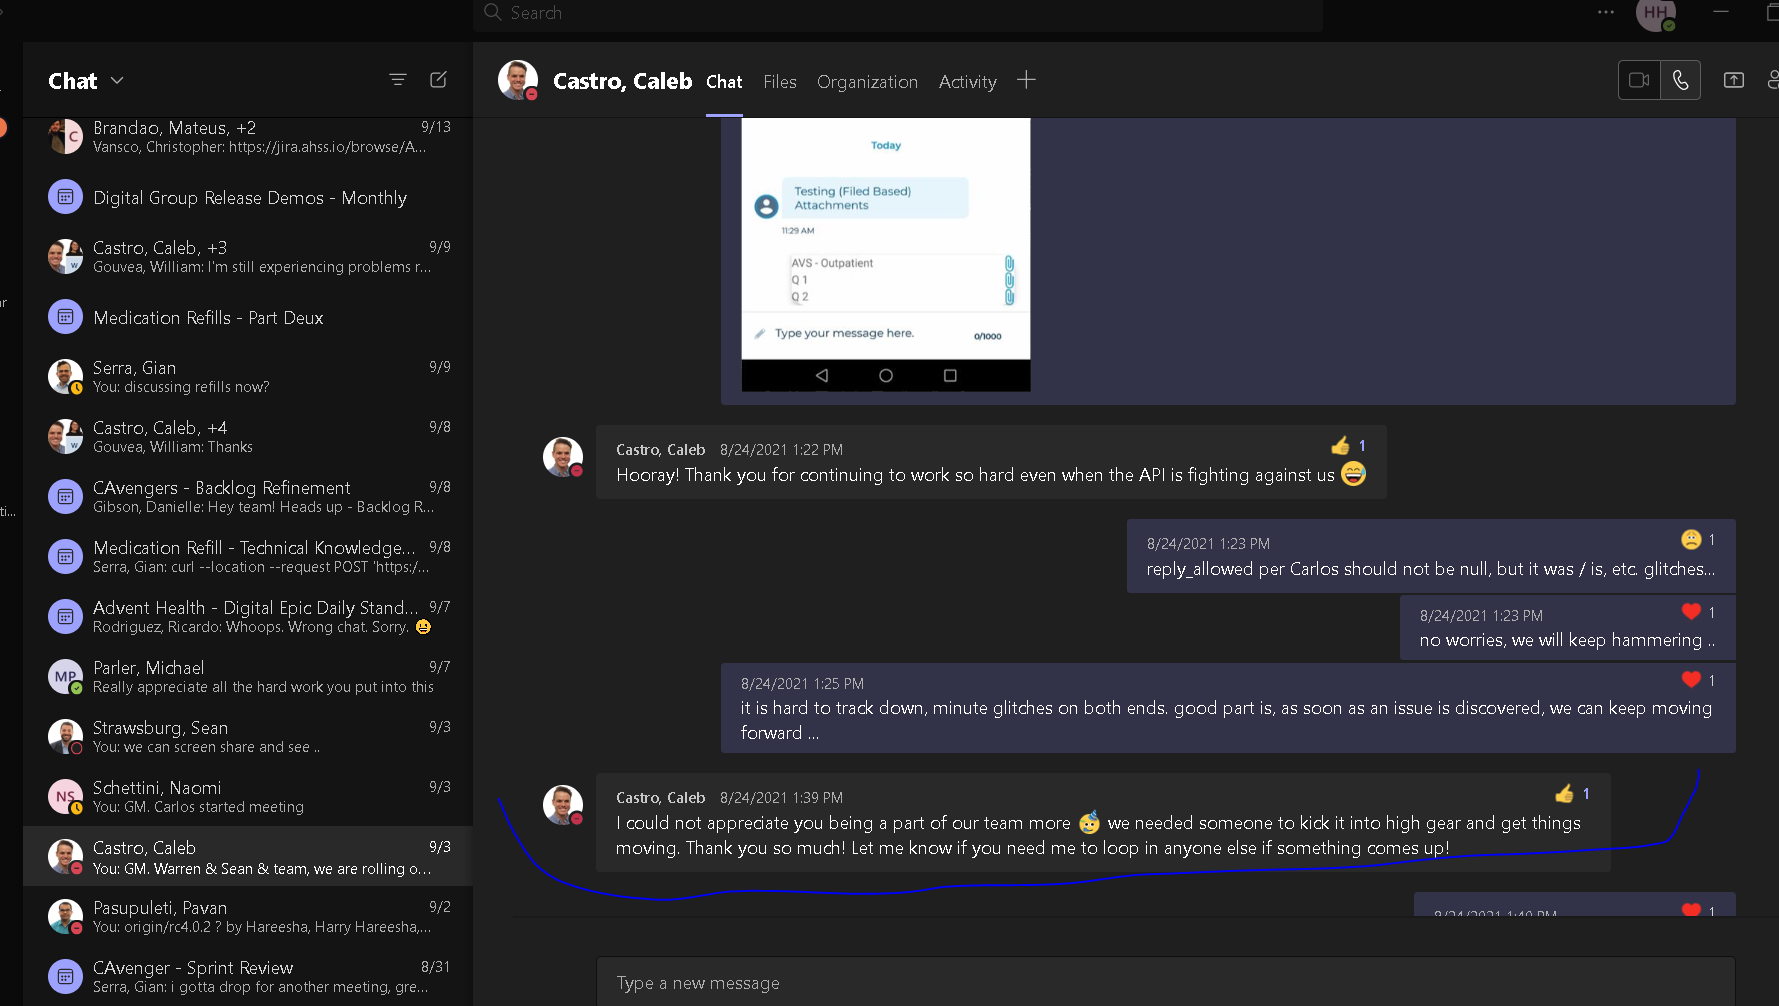 Search
HH
Chat
Brandao, Mateus, +2 9/13
Vansco, Christopher: https://jira.ahss.io/browse/A...
Digital Group Release Demos - Monthly
Castro, Caleb, +3 9/9
Gouvea, William: I'm still experiencing problems r...
Medication Refills - Part Deux
Serra, Gian 9/9
You: discussing refills now?
Castro, Caleb, +4 9/8
Gouvea, William: Thanks
CAvengers - Backlog Refinement 9/8
Gibson, Danielle: Hey team! Heads up - Backlog R...
Medication Refill - Technical Knowledge... 9/8
Serra, Gian: curl --location --request POST 'https:/...
Advent Health - Digital Epic Daily Stand... 9/7
Rodriguez, Ricardo: Whoops. Wrong chat. Sorry. 😀
MP
Parler, Michael 9/7
Really appreciate all the hard work you put into this
Strawsburg, Sean 9/3
You: we can screen share and see ..
NS
Schettini, Naomi 9/3
You: GM. Carlos started meeting
Castro, Caleb 9/3
You: GM. Warren & Sean & team, we are rolling o...
Pasupuleti, Pavan 9/2
You: origin/rc4.0.2 ? by Hareesha, Harry Hareesha,...
CAvenger - Sprint Review 8/31
Serra, Gian: i gotta drop for another meeting, gre...
Castro, Caleb Chat Files Organization Activity
Today
Testing (Filed Based)
Attachments
11:29 AM
AVS - Outpatient
Q 1
Q 2
Type your message here. 0/1000
Castro, Caleb 8/24/2021 1:22 PM 👍 1
Hooray! Thank you for continuing to work so hard even when the API is fighting against us 😅
8/24/2021 1:23 PM 1
reply_allowed per Carlos should not be null, but it was / is, etc. glitches...
8/24/2021 1:23 PM ❤️ 1
no worries, we will keep hammering ..
8/24/2021 1:25 PM ❤️ 1
it is hard to track down, minute glitches on both ends. good part is, as soon as an issue is discovered, we can keep moving
forward ...
Castro, Caleb 8/24/2021 1:39 PM 👍 1
I could not appreciate you being a part of our team more 🥳 we needed someone to kick it into high gear and get things
moving. Thank you so much! Let me know if you need me to loop in anyone else if something comes up!
8/24/2021 1:40 PM ❤️ 1
Type a new message